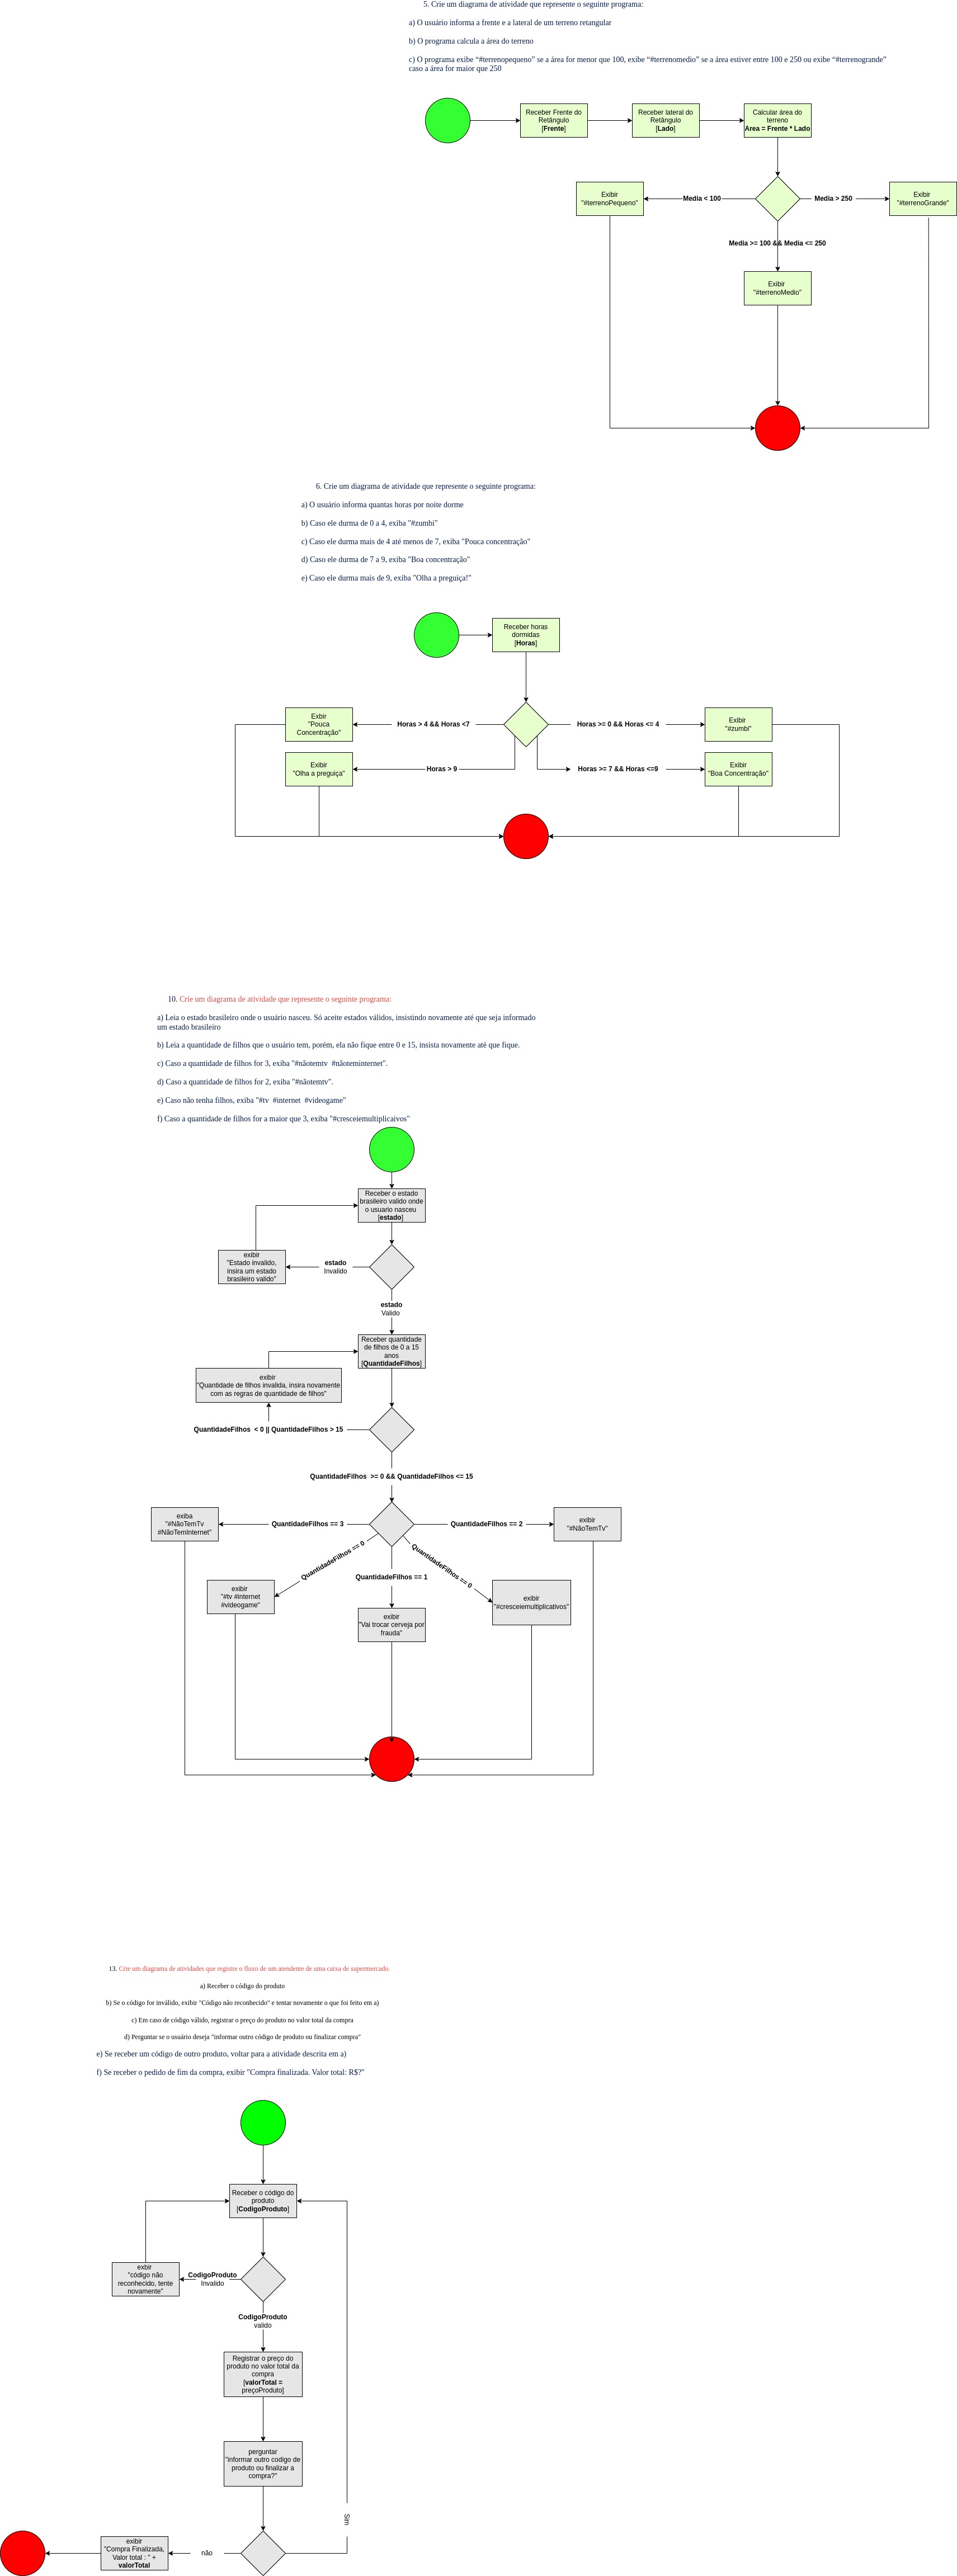 5. Crie um diagrama de atividade que represente o seguinte programa:
a) O usuário informa a frente e a lateral de um terreno retangular
b) O programa calcula a área do terreno
c) O programa exibe “#terrenopequeno” se a área for menor que 100, exibe “#terrenomedio” se a área estiver entre 100 e 250 ou exibe “#terrenogrande”
caso a área for maior que 250
Receber Frente do
Retângulo
[Frente]
Receber lateral do
Retângulo
[Lado]
Calcular área do
terreno
Area = Frente * Lado
Exibir
"#terrenoPequeno"
Media < 100
Media > 250
Exibir
"#terrenoGrande"
Media >= 100 && Media <= 250
Exibir
"#terrenoMedio"
6. Crie um diagrama de atividade que represente o seguinte programa:
a) O usuário informa quantas horas por noite dorme
b) Caso ele durma de 0 a 4, exiba "#zumbi"
c) Caso ele durma mais de 4 até menos de 7, exiba "Pouca concentração"
d) Caso ele durma de 7 a 9, exiba "Boa concentração"
e) Caso ele durma mais de 9, exiba "Olha a preguiça!"
Receber horas
dormidas
[Horas]
Exbir
"Pouca
Concentração"
Horas > 4 && Horas <7
Horas >= 0 && Horas <= 4
Exibir
"#zumbi"
Exibir
"Olha a preguiça"
Horas > 9
Horas >= 7 && Horas <=9
Exibir
"Boa Concentração"
10. Crie um diagrama de atividade que represente o seguinte programa:
a) Leia o estado brasileiro onde o usuário nasceu. Só aceite estados válidos, insistindo novamente até que seja informado
um estado brasileiro
b) Leia a quantidade de filhos que o usuário tem, porém, ela não fique entre 0 e 15, insista novamente até que fique.
c) Caso a quantidade de filhos for 3, exiba "#nãotemtv  #nãoteminternet".
d) Caso a quantidade de filhos for 2, exiba "#nãotemtv".
e) Caso não tenha filhos, exiba "#tv  #internet  #videogame"
f) Caso a quantidade de filhos for a maior que 3, exiba "#cresceiemultiplicaivos"
Receber o estado
brasileiro válido onde
o usuario nasceu
[estado]
exibir
"Estado invalido,
insira um estado
brasileiro valido"
estado
Invalido
estado
Valido
Receber quantidade
de filhos de 0 a 15
anos
[QuantidadeFilhos]
exibir
"Quantidade de filhos invalida, insira novamente
com as regras de quantidade de filhos"
QuantidadeFilhos  < 0 || QuantidadeFilhos > 15
QuantidadeFilhos  >= 0 && QuantidadeFilhos <= 15
exiba
"#NãoTemTv
#NãoTemInternet"
QuantidadeFilhos == 3
QuantidadeFilhos == 2
exibir
"#NãoTemTv"
QuantidadeFilhos == 0
QuantidadeFilhos == 0
QuantidadeFilhos == 1
exibir
"#tv #internet
#videogame"
exibir
"#cresceiemultiplicativos"
exibir
"Vai trocar cerveja por
frauda"
13. Crie um diagrama de atividades que registre o fluxo de um atendente de uma caixa de supermercado.
a) Receber o código do produto
b) Se o código for inválido, exibir "Código não reconhecido" e tentar novamente o que foi feito em a)
c) Em caso de código válido, registrar o preço do produto no valor total da compra
d) Perguntar se o usuário deseja "informar outro código de produto ou finalizar compra"
e) Se receber um código de outro produto, voltar para a atividade descrita em a)
f) Se receber o pedido de fim da compra, exibir "Compra finalizada. Valor total: R$?"
Receber o código do
produto
[CodigoProduto]
exbir
"código não
reconhecido, tente
novamente"
CodigoProduto
Invalido
CodigoProduto
valido
Registrar o preço do
produto no valor total da
compra
[valorTotal =
preçoProduto]
perguntar
"informar outro codigo de
produto ou finalizar a
compra?"
Sim
exibir
"Compra Finalizada,
Valor total : " +
valorTotal
não